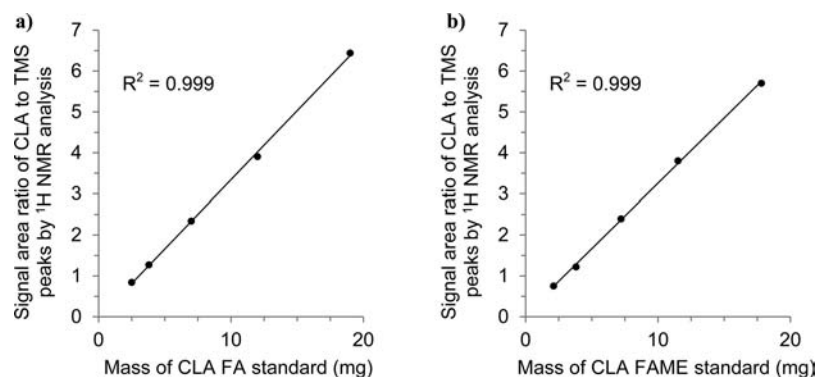 a)
Signal area ratio of CLA to TMS
peaks by ¹H NMR analysis
7
6
5
4
3
2
1
0
R² = 0.999
0
10
20
Mass of CLA FA standard (mg)
b)
Signal area ratio of CLA to TMS
peaks by ¹H NMR analysis
7
6
5
4
3
2
1
0
R² = 0.999
0
10
20
Mass of CLA FAME standard (mg)